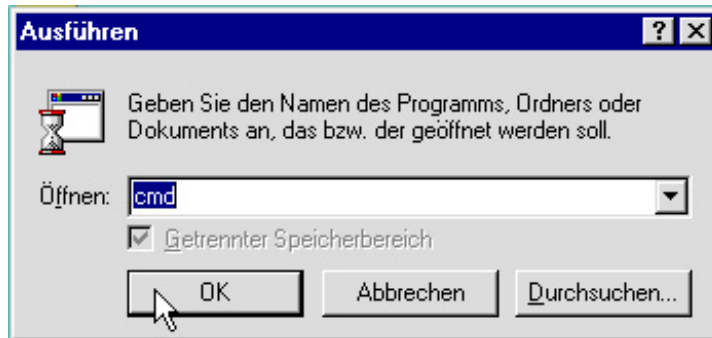 Ausführen
Geben Sie den Namen des Programms, Ordners oder
Dokuments an, das bzw. der geöffnet werden soll.
Öffnen: cmd
Getrennter Speicherbereich
OK Abbrechen Durchsuchen...